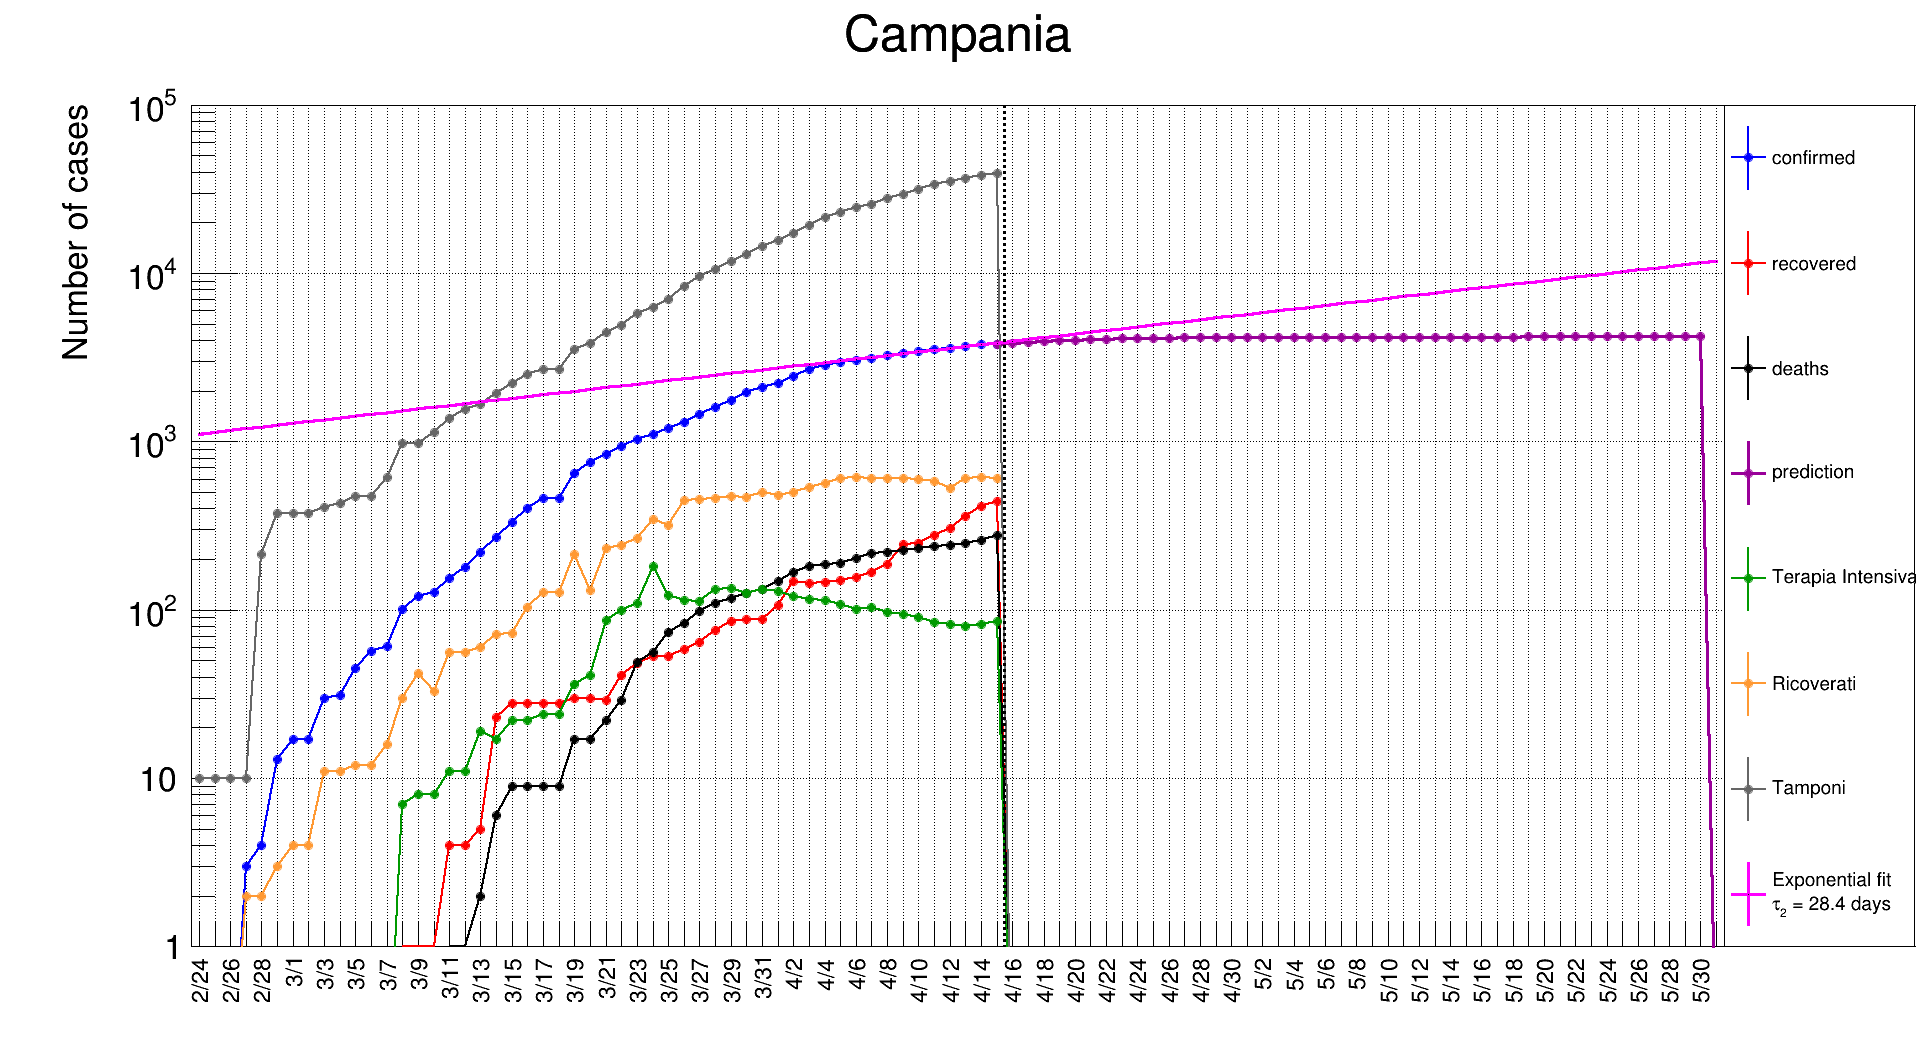 Campania
Number of cases
10^5
10^4
10^3
10^2
10
1
2/24 2/26 2/28 3/1 3/3 3/5 3/7 3/9 3/11 3/13 3/15 3/17 3/19 3/21 3/23 3/25 3/27 3/29 3/31 4/2 4/4 4/6 4/8 4/10 4/12 4/14 4/16 4/18 4/20 4/22 4/24 4/26 4/28 4/30 5/2 5/4 5/6 5/8 5/10 5/12 5/14 5/16 5/18 5/20 5/22 5/24 5/26 5/28 5/30
confirmed
recovered
deaths
prediction
Terapia Intensiva
Ricoverati
Tamponi
Exponential fit
τ₂ = 28.4 days